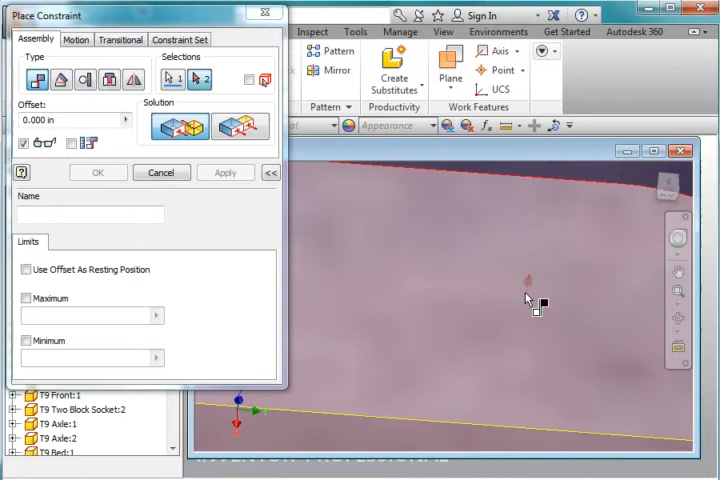 Place Constraint
Sign In
Assembly Motion Transitional Constraint Set
Inspect Tools Manage View Environments Get Started Autodesk 360
Type Selections
1 2
Pattern
Mirror
Create
Substitutes
Plane
Axis
Point
UCS
Offset:
0.000 in
Solution
Pattern Productivity Work Features
Appearance
OK Cancel Apply <<
Name
Limits
Use Offset As Resting Position
Maximum
Minimum
T9 Front:1
T9 Two Block Socket:2
T9 Axle:1
T9 Axle:2
T9 Bed:1